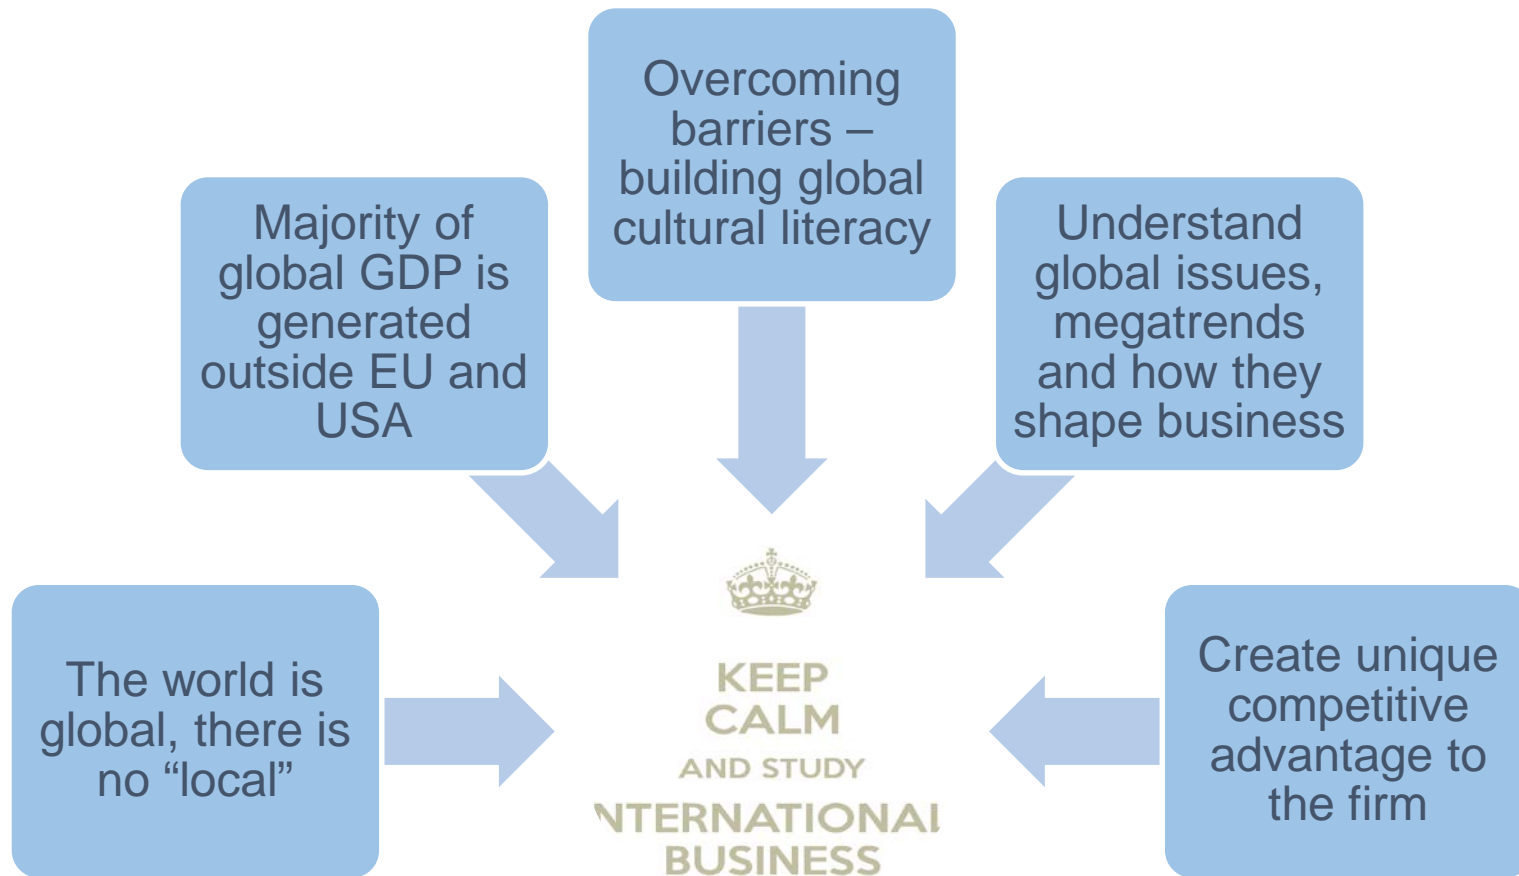 The world is
global, there is
no “local”
Majority of
global GDP is
generated
outside EU and
USA
Overcoming
barriers –
building global
cultural literacy
Understand
global issues,
megatrends
and how they
shape business
Create unique
competitive
advantage to
the firm
KEEP
CALM
AND STUDY
INTERNATIONAL
BUSINESS